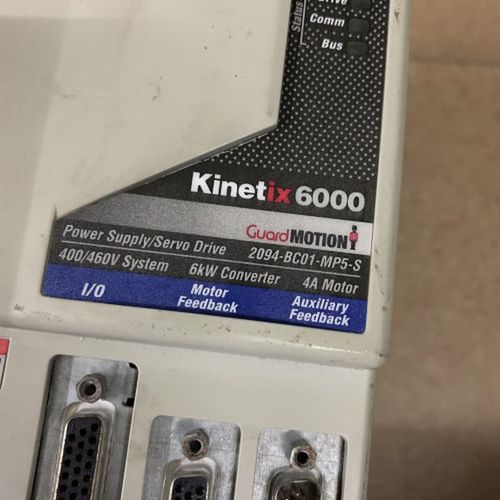 Drive
Status
Comm
Bus
Kinetix 6000
GuardMOTION
Power Supply/Servo Drive 2094-BC01-MP5-S
400/460V System 6kW Converter 4A Motor
I/O Motor Feedback Auxiliary Feedback